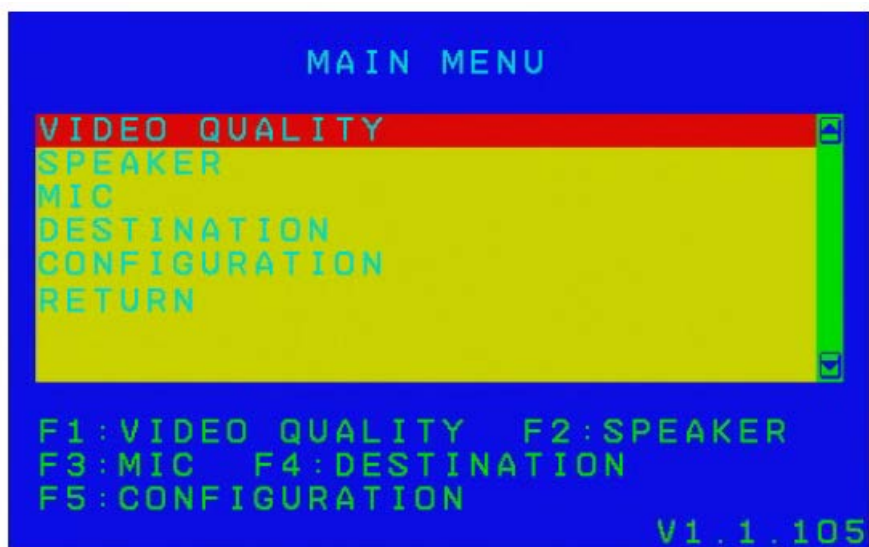 MAIN MENU
VIDEO QUALITY
SPEAKER
MIC
DESTINATION
CONFIGURATION
RETURN
F1:VIDEO QUALITY F2:SPEAKER
F3:MIC F4:DESTINATION
F5:CONFIGURATION
V1.1.105